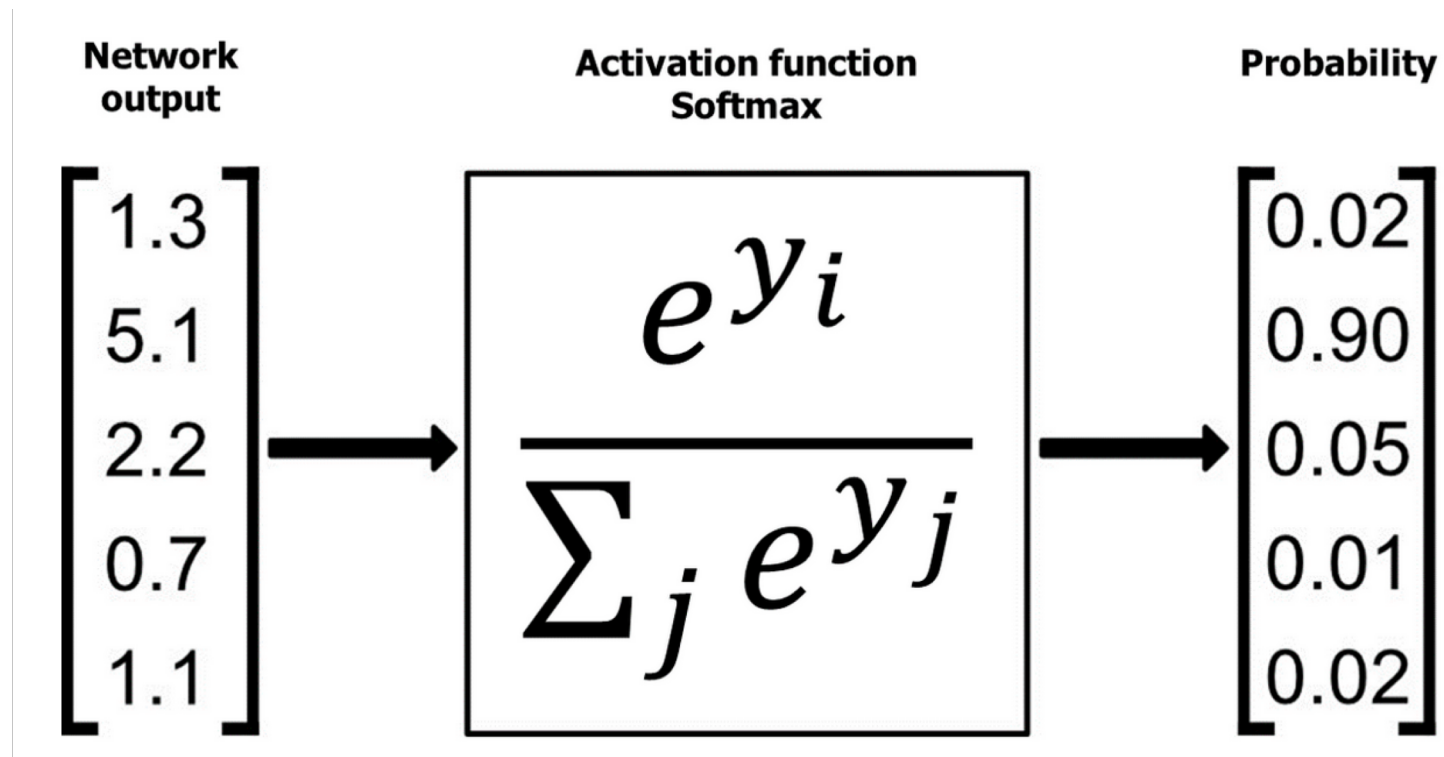 Network
output
Activation function
Softmax
Probability
1.3
5.1
2.2
0.7
1.1
e^{y_i}
∑_j e^{y_j}
0.02
0.90
0.05
0.01
0.02